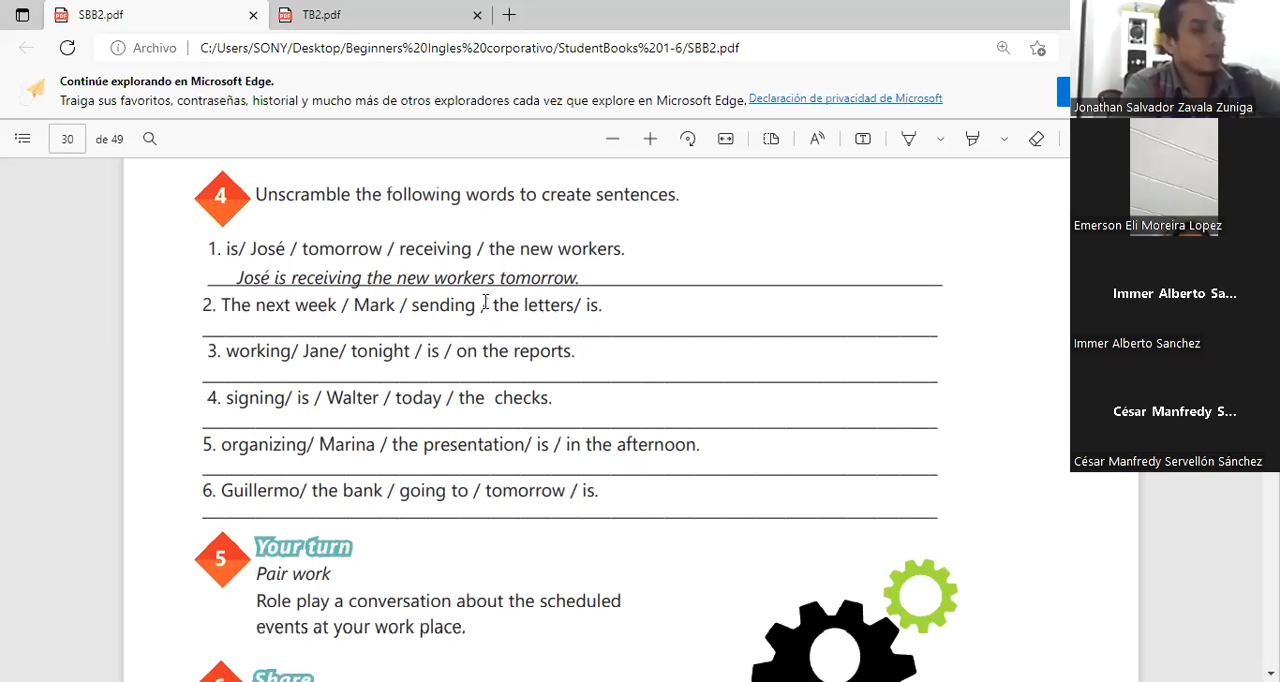 SBB2.pdf
TB2.pdf
Archivo
C:/Users/SONY/Desktop/Beginners%20Ingles%20corporativo/StudentBooks%201-6/SBB2.pdf
Continúe explorando en Microsoft Edge.
Traiga sus favoritos, contraseñas, historial y mucho más de otros exploradores cada vez que explore en Microsoft Edge. Declaración de privacidad de Microsoft
30 de 49
4 Unscramble the following words to create sentences.
1. is/ José / tomorrow / receiving / the new workers.
José is receiving the new workers tomorrow.
2. The next week / Mark / sending / the letters/ is.
3. working/ Jane/ tonight / is / on the reports.
4. signing/ is / Walter / today / the checks.
5. organizing/ Marina / the presentation/ is / in the afternoon.
6. Guillermo/ the bank / going to / tomorrow / is.
5 Your turn
Pair work
Role play a conversation about the scheduled
events at your work place.
Share
Jonathan Salvador Zavala Zuniga
Emerson Eli Moreira Lopez
Immer Alberto Sa...
Immer Alberto Sanchez
César Manfredy S...
César Manfredy Servellón Sánchez